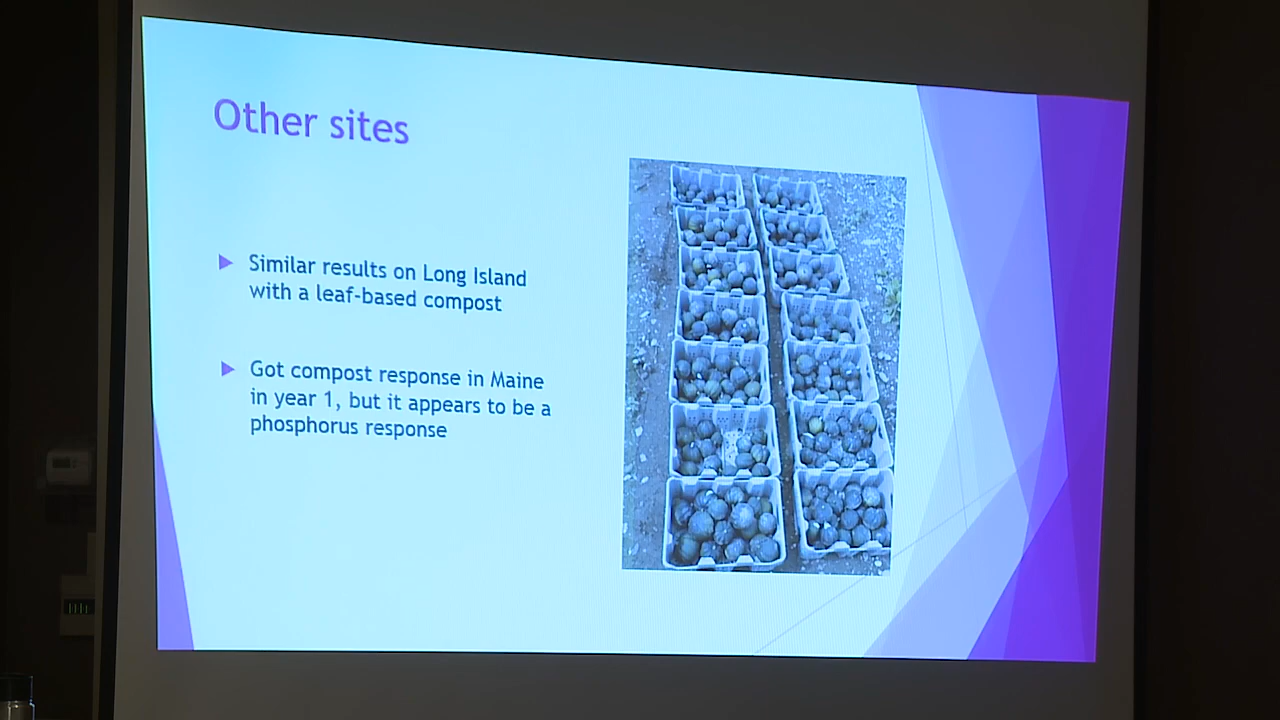 Other sites
Similar results on Long Island
with a leaf-based compost
Got compost response in Maine
in year 1, but it appears to be a
phosphorus response